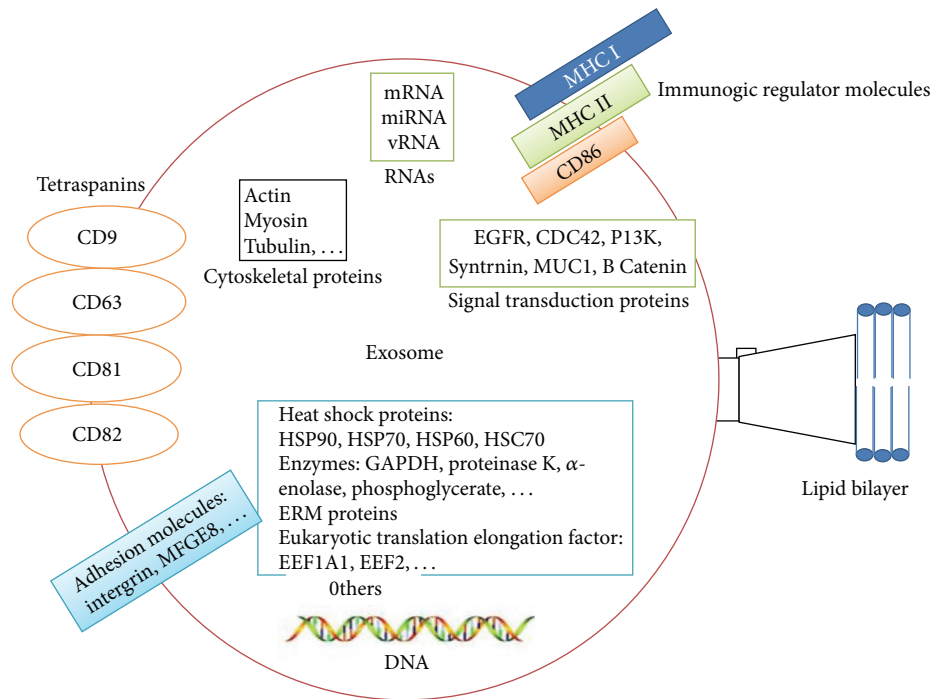 MHC I
MHC II
CD86
Immunogic regulator molecules
mRNA
miRNA
vRNA
RNAs
Tetraspanins
CD9
CD63
CD81
CD82
Actin
Myosin
Tubulin, . . .
Cytoskeletal proteins
EGFR, CDC42, P13K,
Syntrnin, MUC1, B Catenin
Signal transduction proteins
Exosome
Heat shock proteins:
HSP90, HSP70, HSP60, HSC70
Enzymes: GAPDH, proteinase K, α-
enolase, phosphoglycerate, . . .
ERM proteins
Eukaryotic translation elongation factor:
EEF1A1, EEF2, . . .
0thers
Adhesion molecules:
intergrin, MFGE8, . . .
Lipid bilayer
DNA